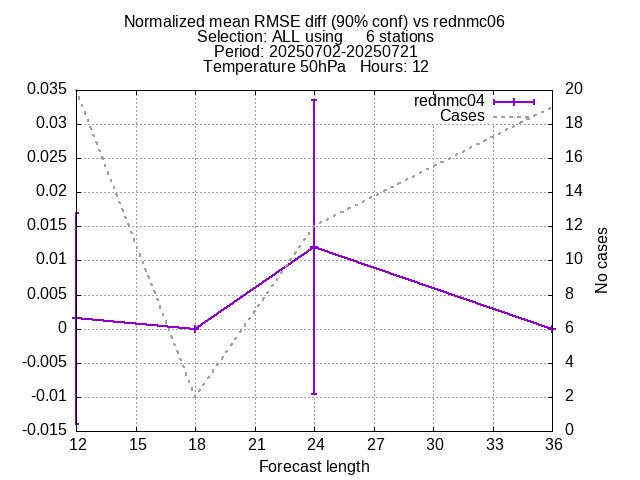 Normalized mean RMSE diff (90% conf) vs rednmc06
Selection: ALL using     6 stations
Period: 20250702-20250721
Temperature 50hPa   Hours: 12
rednmc04
Cases
0.035
0.03
0.025
0.02
0.015
0.01
0.005
0
-0.005
-0.01
-0.015
20
18
16
14
12
10
8
6
4
2
0
No cases
12 15 18 21 24 27 30 33 36
Forecast length